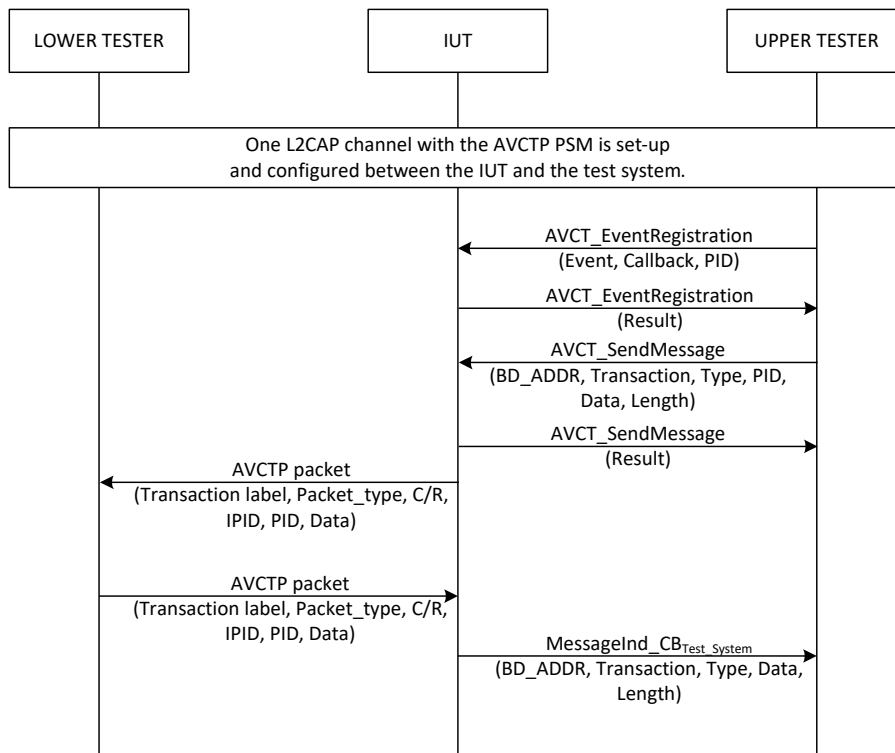 LOWER TESTER
IUT
UPPER TESTER
One L2CAP channel with the AVCTP PSM is set-up
and configured between the IUT and the test system.
AVCT_EventRegistration
(Event, Callback, PID)
AVCT_EventRegistration
(Result)
AVCT_SendMessage
(BD_ADDR, Transaction, Type, PID,
Data, Length)
AVCT_SendMessage
(Result)
AVCTP packet
(Transaction label, Packet_type, C/R,
IPID, PID, Data)
AVCTP packet
(Transaction label, Packet_type, C/R,
IPID, PID, Data)
MessageInd_CBTest_System
(BD_ADDR, Transaction, Type, Data,
Length)